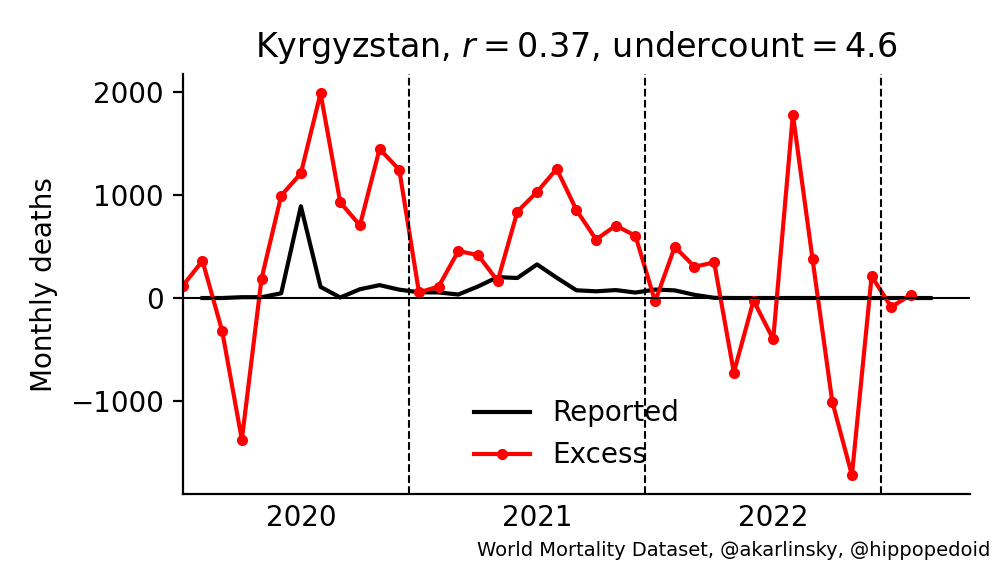 Kyrgyzstan, r = 0.37, undercount = 4.6
Monthly deaths
2000
1000
0
−1000
Reported
Excess
2020 2021 2022
World Mortality Dataset, @akarlinsky, @hippopedoid